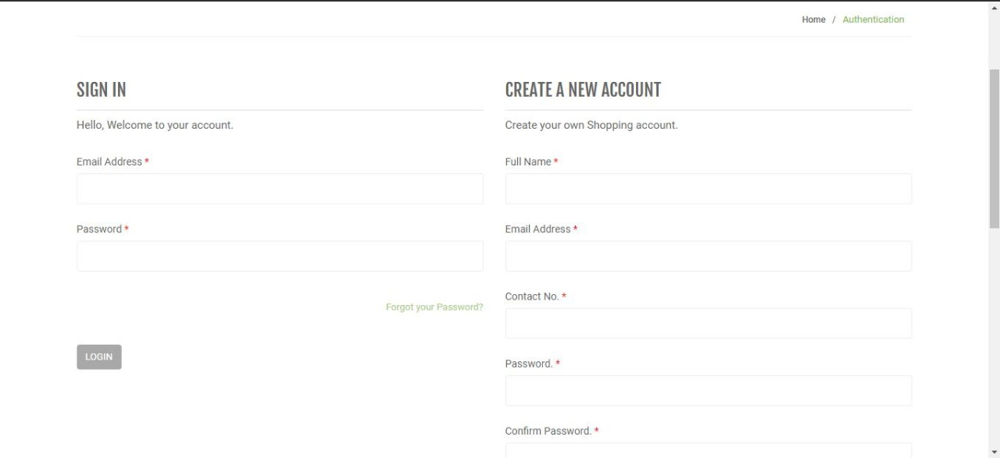 Home / Authentication
SIGN IN
Hello, Welcome to your account.
Email Address *
Password *
Forgot your Password?
LOGIN
CREATE A NEW ACCOUNT
Create your own Shopping account.
Full Name *
Email Address *
Contact No. *
Password. *
Confirm Password. *